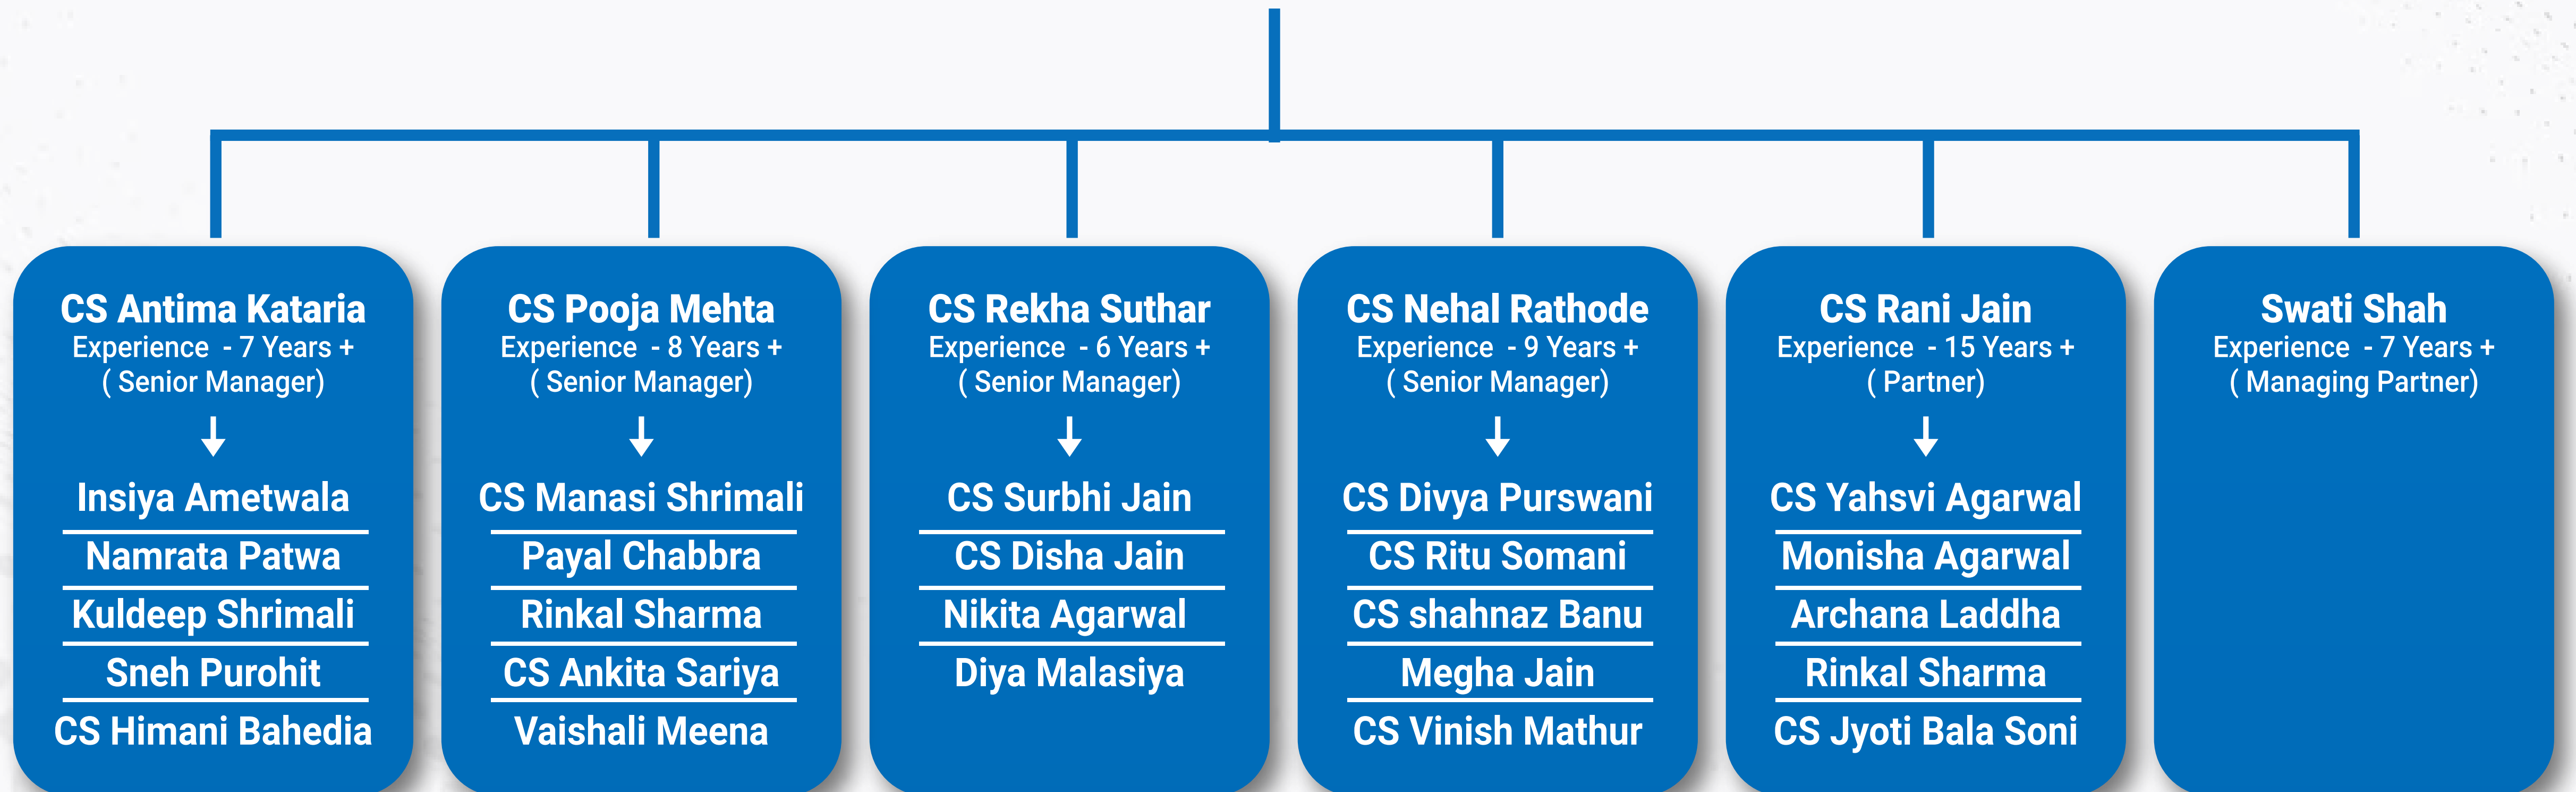 CS Antima Kataria
Experience - 7 Years +
( Senior Manager)
Insiya Ametwala
Namrata Patwa
Kuldeep Shrimali
Sneh Purohit
CS Himani Bahedia
CS Pooja Mehta
Experience - 8 Years +
( Senior Manager)
CS Manasi Shrimali
Payal Chabbra
Rinkal Sharma
CS Ankita Sariya
Vaishali Meena
CS Rekha Suthar
Experience - 6 Years +
( Senior Manager)
CS Surbhi Jain
CS Disha Jain
Nikita Agarwal
Diya Malasiya
CS Nehal Rathode
Experience - 9 Years +
( Senior Manager)
CS Divya Purswani
CS Ritu Somani
CS shahnaz Banu
Megha Jain
CS Vinish Mathur
CS Rani Jain
Experience - 15 Years +
( Partner)
CS Yahsvi Agarwal
Monisha Agarwal
Archana Laddha
Rinkal Sharma
CS Jyoti Bala Soni
Swati Shah
Experience - 7 Years +
( Managing Partner)